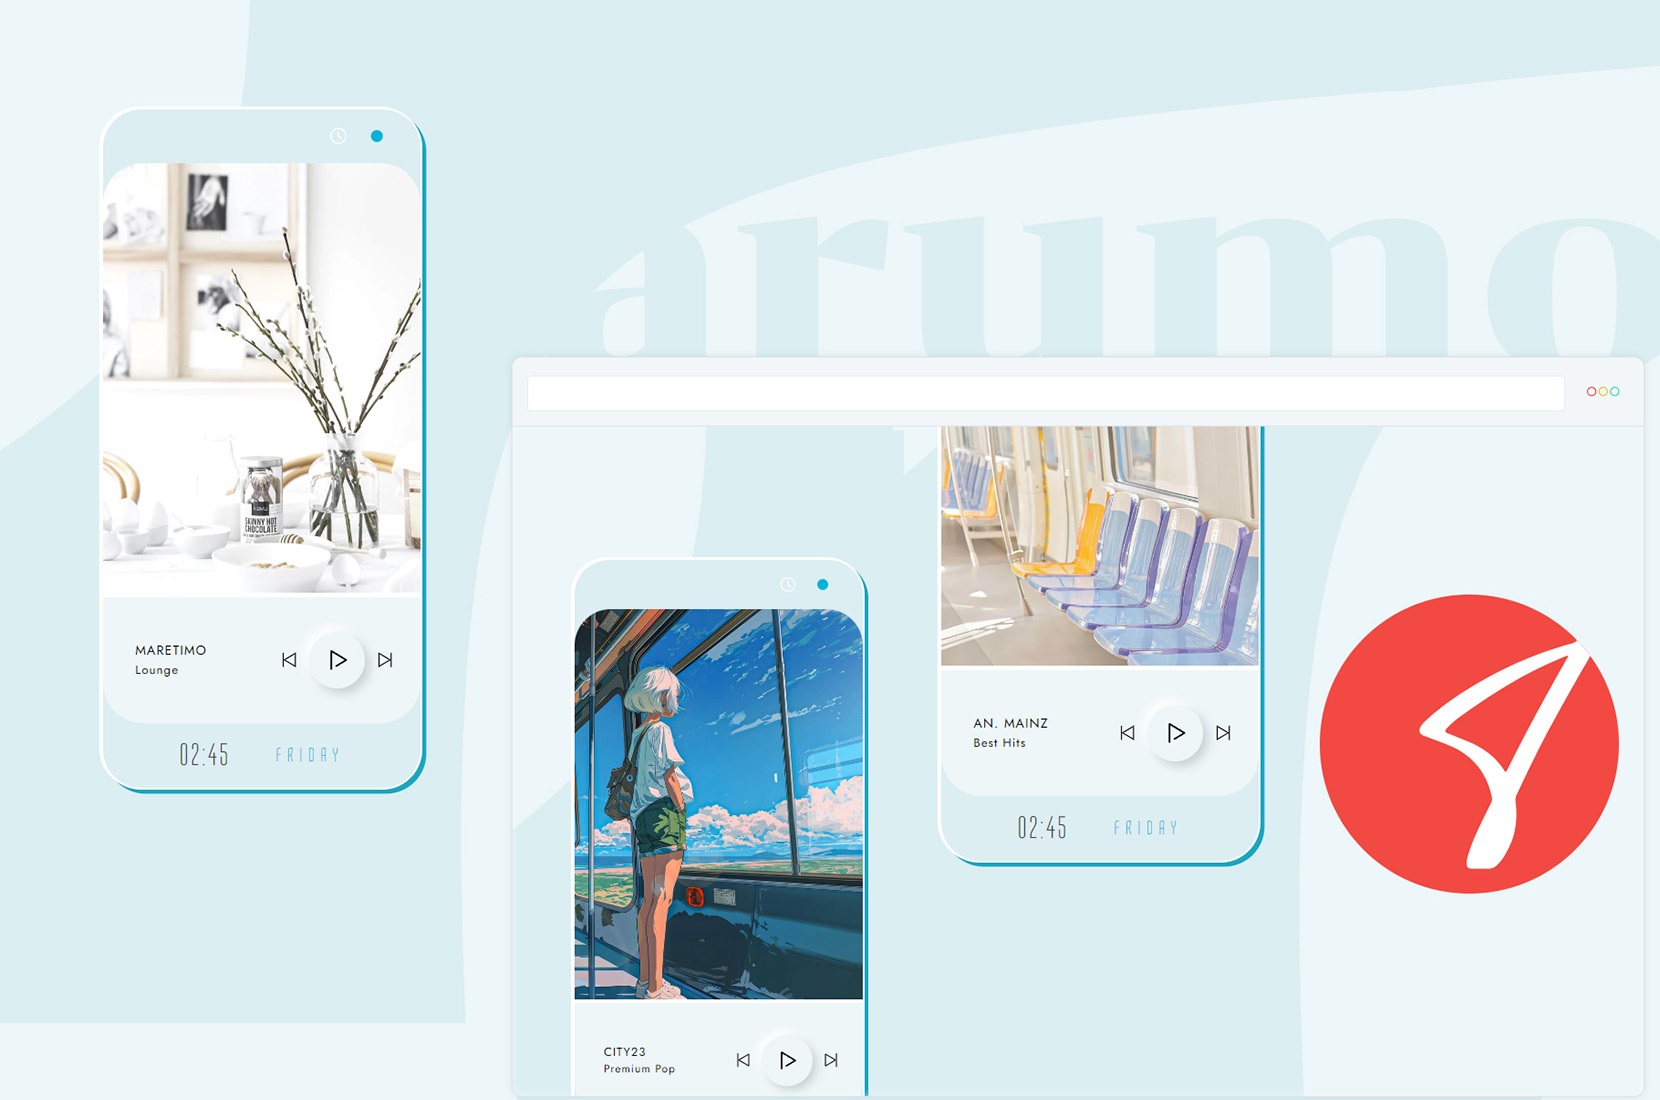 arumo
MARETIMO
Lounge
02:45 FRIDAY
SKINNY HOT
CHOCOLATE
AN. MAINZ
Best Hits
02:45 FRIDAY
CITY23
Premium Pop